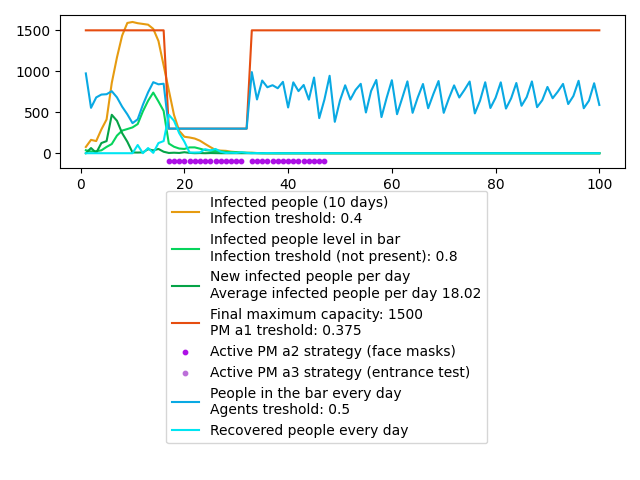 1500
1000
500
0
0
20
40
60
80
100
Infected people (10 days)
Infection treshold: 0.4
Infected people level in bar
Infection treshold (not present): 0.8
New infected people per day
Average infected people per day 18.02
Final maximum capacity: 1500
PM a1 treshold: 0.375
Active PM a2 strategy (face masks)
Active PM a3 strategy (entrance test)
People in the bar every day
Agents treshold: 0.5
Recovered people every day